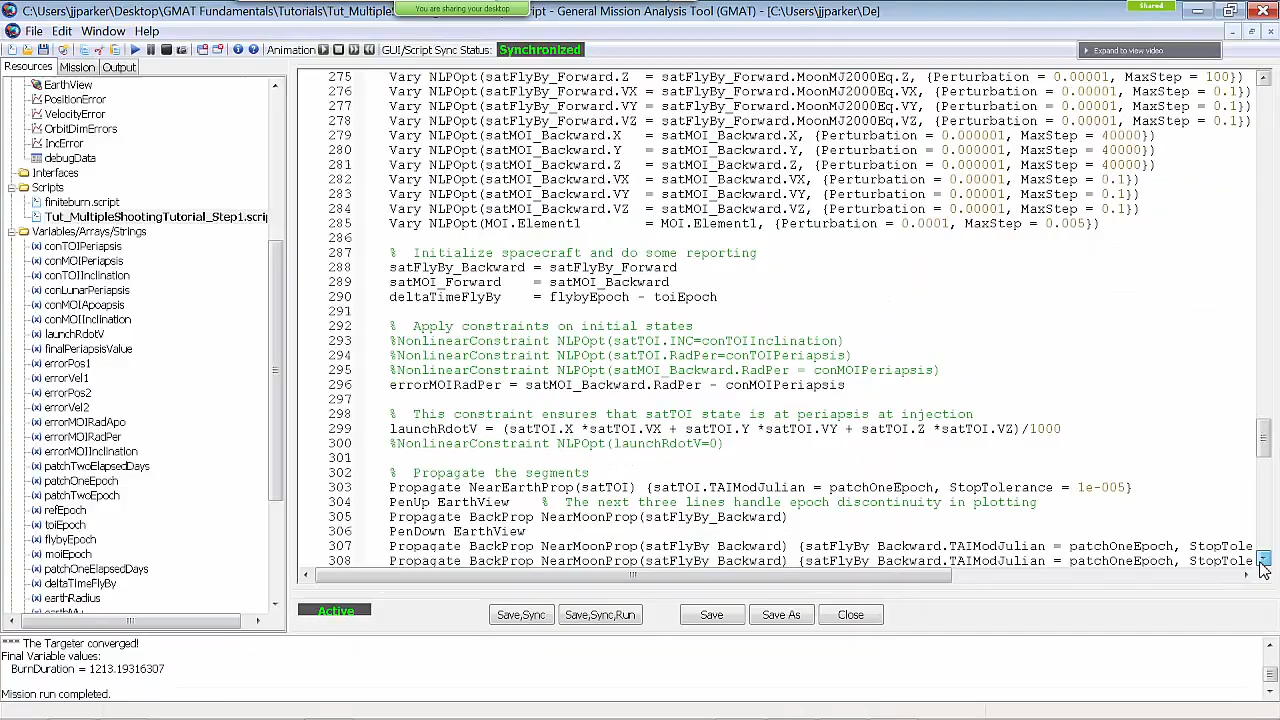 C:\Users\jjparker\Desktop\GMAT Fundamentals\Tutorials\Tut_Multiple
You are sharing your desktop
ript - General Mission Analysis Tool (GMAT) - [C:\Users\jjparker\De]
Shared
File Edit Window Help
Animation
GUI/Script Sync Status:
Synchronized
Expand to view video
Resources
Mission
Output
EarthView
PositionError
VelocityError
OrbitDimErrors
IncError
debugData
Interfaces
Scripts
finiteburn.script
Tut_MultipleShootingTutorial_Step1.scrip
Variables/Arrays/Strings
conTOIPeriapsis
conMOIPeriapsis
conTOIInclination
conLunarPeriapsis
conMOIApoapsis
conMOIInclination
launchRdotV
finalPeriapsisValue
errorPos1
errorVel1
errorPos2
errorVel2
errorMOIRadApo
errorMOIRadPer
errorMOIInclination
patchTwoElapsedDays
patchOneEpoch
patchTwoEpoch
refEpoch
toiEpoch
flybyEpoch
moiEpoch
patchOneElapsedDays
deltaTimeFlyBy
earthRadius
275 Vary NLPOpt(satFlyBy_Forward.Z = satFlyBy_Forward.MoonMJ2000Eq.Z, {Perturbation = 0.00001, MaxStep = 100})
276 Vary NLPOpt(satFlyBy_Forward.VX = satFlyBy_Forward.MoonMJ2000Eq.VX, {Perturbation = 0.00001, MaxStep = 0.1})
277 Vary NLPOpt(satFlyBy_Forward.VY = satFlyBy_Forward.MoonMJ2000Eq.VY, {Perturbation = 0.00001, MaxStep = 0.1})
278 Vary NLPOpt(satFlyBy_Forward.VZ = satFlyBy_Forward.MoonMJ2000Eq.VZ, {Perturbation = 0.00001, MaxStep = 0.1})
279 Vary NLPOpt(satMOI_Backward.X = satMOI_Backward.X, {Perturbation = 0.000001, MaxStep = 40000})
280 Vary NLPOpt(satMOI_Backward.Y = satMOI_Backward.Y, {Perturbation = 0.000001, MaxStep = 40000})
281 Vary NLPOpt(satMOI_Backward.Z = satMOI_Backward.Z, {Perturbation = 0.000001, MaxStep = 40000})
282 Vary NLPOpt(satMOI_Backward.VX = satMOI_Backward.VX, {Perturbation = 0.00001, MaxStep = 0.1})
283 Vary NLPOpt(satMOI_Backward.VY = satMOI_Backward.VY, {Perturbation = 0.00001, MaxStep = 0.1})
284 Vary NLPOpt(satMOI_Backward.VZ = satMOI_Backward.VZ, {Perturbation = 0.00001, MaxStep = 0.1})
285 Vary NLPOpt(MOI.Element1 = MOI.Element1, {Perturbation = 0.0001, MaxStep = 0.005})
286
287 % Initialize spacecraft and do some reporting
288 satFlyBy_Backward = satFlyBy_Forward
289 satMOI_Forward = satMOI_Backward
290 deltaTimeFlyBy = flybyEpoch - toiEpoch
291
292 % Apply constraints on initial states
293 %NonlinearConstraint NLPOpt(satTOI.INC=conTOIInclination)
294 %NonlinearConstraint NLPOpt(satTOI.RadPer=conTOIPeriapsis)
295 %NonlinearConstraint NLPOpt(satMOI_Backward.RadPer = conMOIPeriapsis)
296 errorMOIRadPer = satMOI_Backward.RadPer - conMOIPeriapsis
297
298 % This constraint ensures that satTOI state is at periapsis at injection
299 launchRdotV = (satTOI.X *satTOI.VX + satTOI.Y *satTOI.VY + satTOI.Z *satTOI.VZ)/1000
300 %NonlinearConstraint NLPOpt(launchRdotV=0)
301
302 % Propagate the segments
303 Propagate NearEarthProp(satTOI) {satTOI.TAIModJulian = patchOneEpoch, StopTolerance = 1e-005}
304 PenUp EarthView % The next three lines handle epoch discontinuity in plotting
305 Propagate BackProp NearMoonProp(satFlyBy_Backward)
306 PenDown EarthView
307 Propagate BackProp NearMoonProp(satFlyBy_Backward) {satFlyBy_Backward.TAIModJulian = patchOneEpoch, StopTole
308 Propagate BackProp NearMoonProp(satFlyBy_Backward) {satFlyBy_Backward.TAIModJulian = patchOneEpoch, StopTole
Active
Save,Sync
Save,Sync,Run
Save
Save As
Close
*** The Targeter converged!
Final Variable values:
BurnDuration = 1213.19316307
Mission run completed.